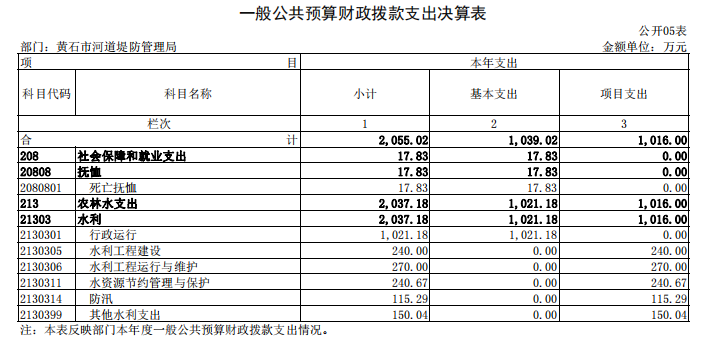 一般公共预算财政拨款支出决算表
公开05表
部门：黄石市河道堤防管理局 金额单位：万元
项 目 本年支出
科目代码 科目名称 小计 基本支出 项目支出
栏次 1 2 3
合 计 2,055.02 1,039.02 1,016.00
208 社会保障和就业支出 17.83 17.83 0.00
20808 抚恤 17.83 17.83 0.00
2080801 死亡抚恤 17.83 17.83 0.00
213 农林水支出 2,037.18 1,021.18 1,016.00
21303 水利 2,037.18 1,021.18 1,016.00
2130301 行政运行 1,021.18 1,021.18 0.00
2130305 水利工程建设 240.00 0.00 240.00
2130306 水利工程运行与维护 270.00 0.00 270.00
2130311 水资源节约管理与保护 240.67 0.00 240.67
2130314 防汛 115.29 0.00 115.29
2130399 其他水利支出 150.04 0.00 150.04
注：本表反映部门本年度一般公共预算财政拨款支出情况。